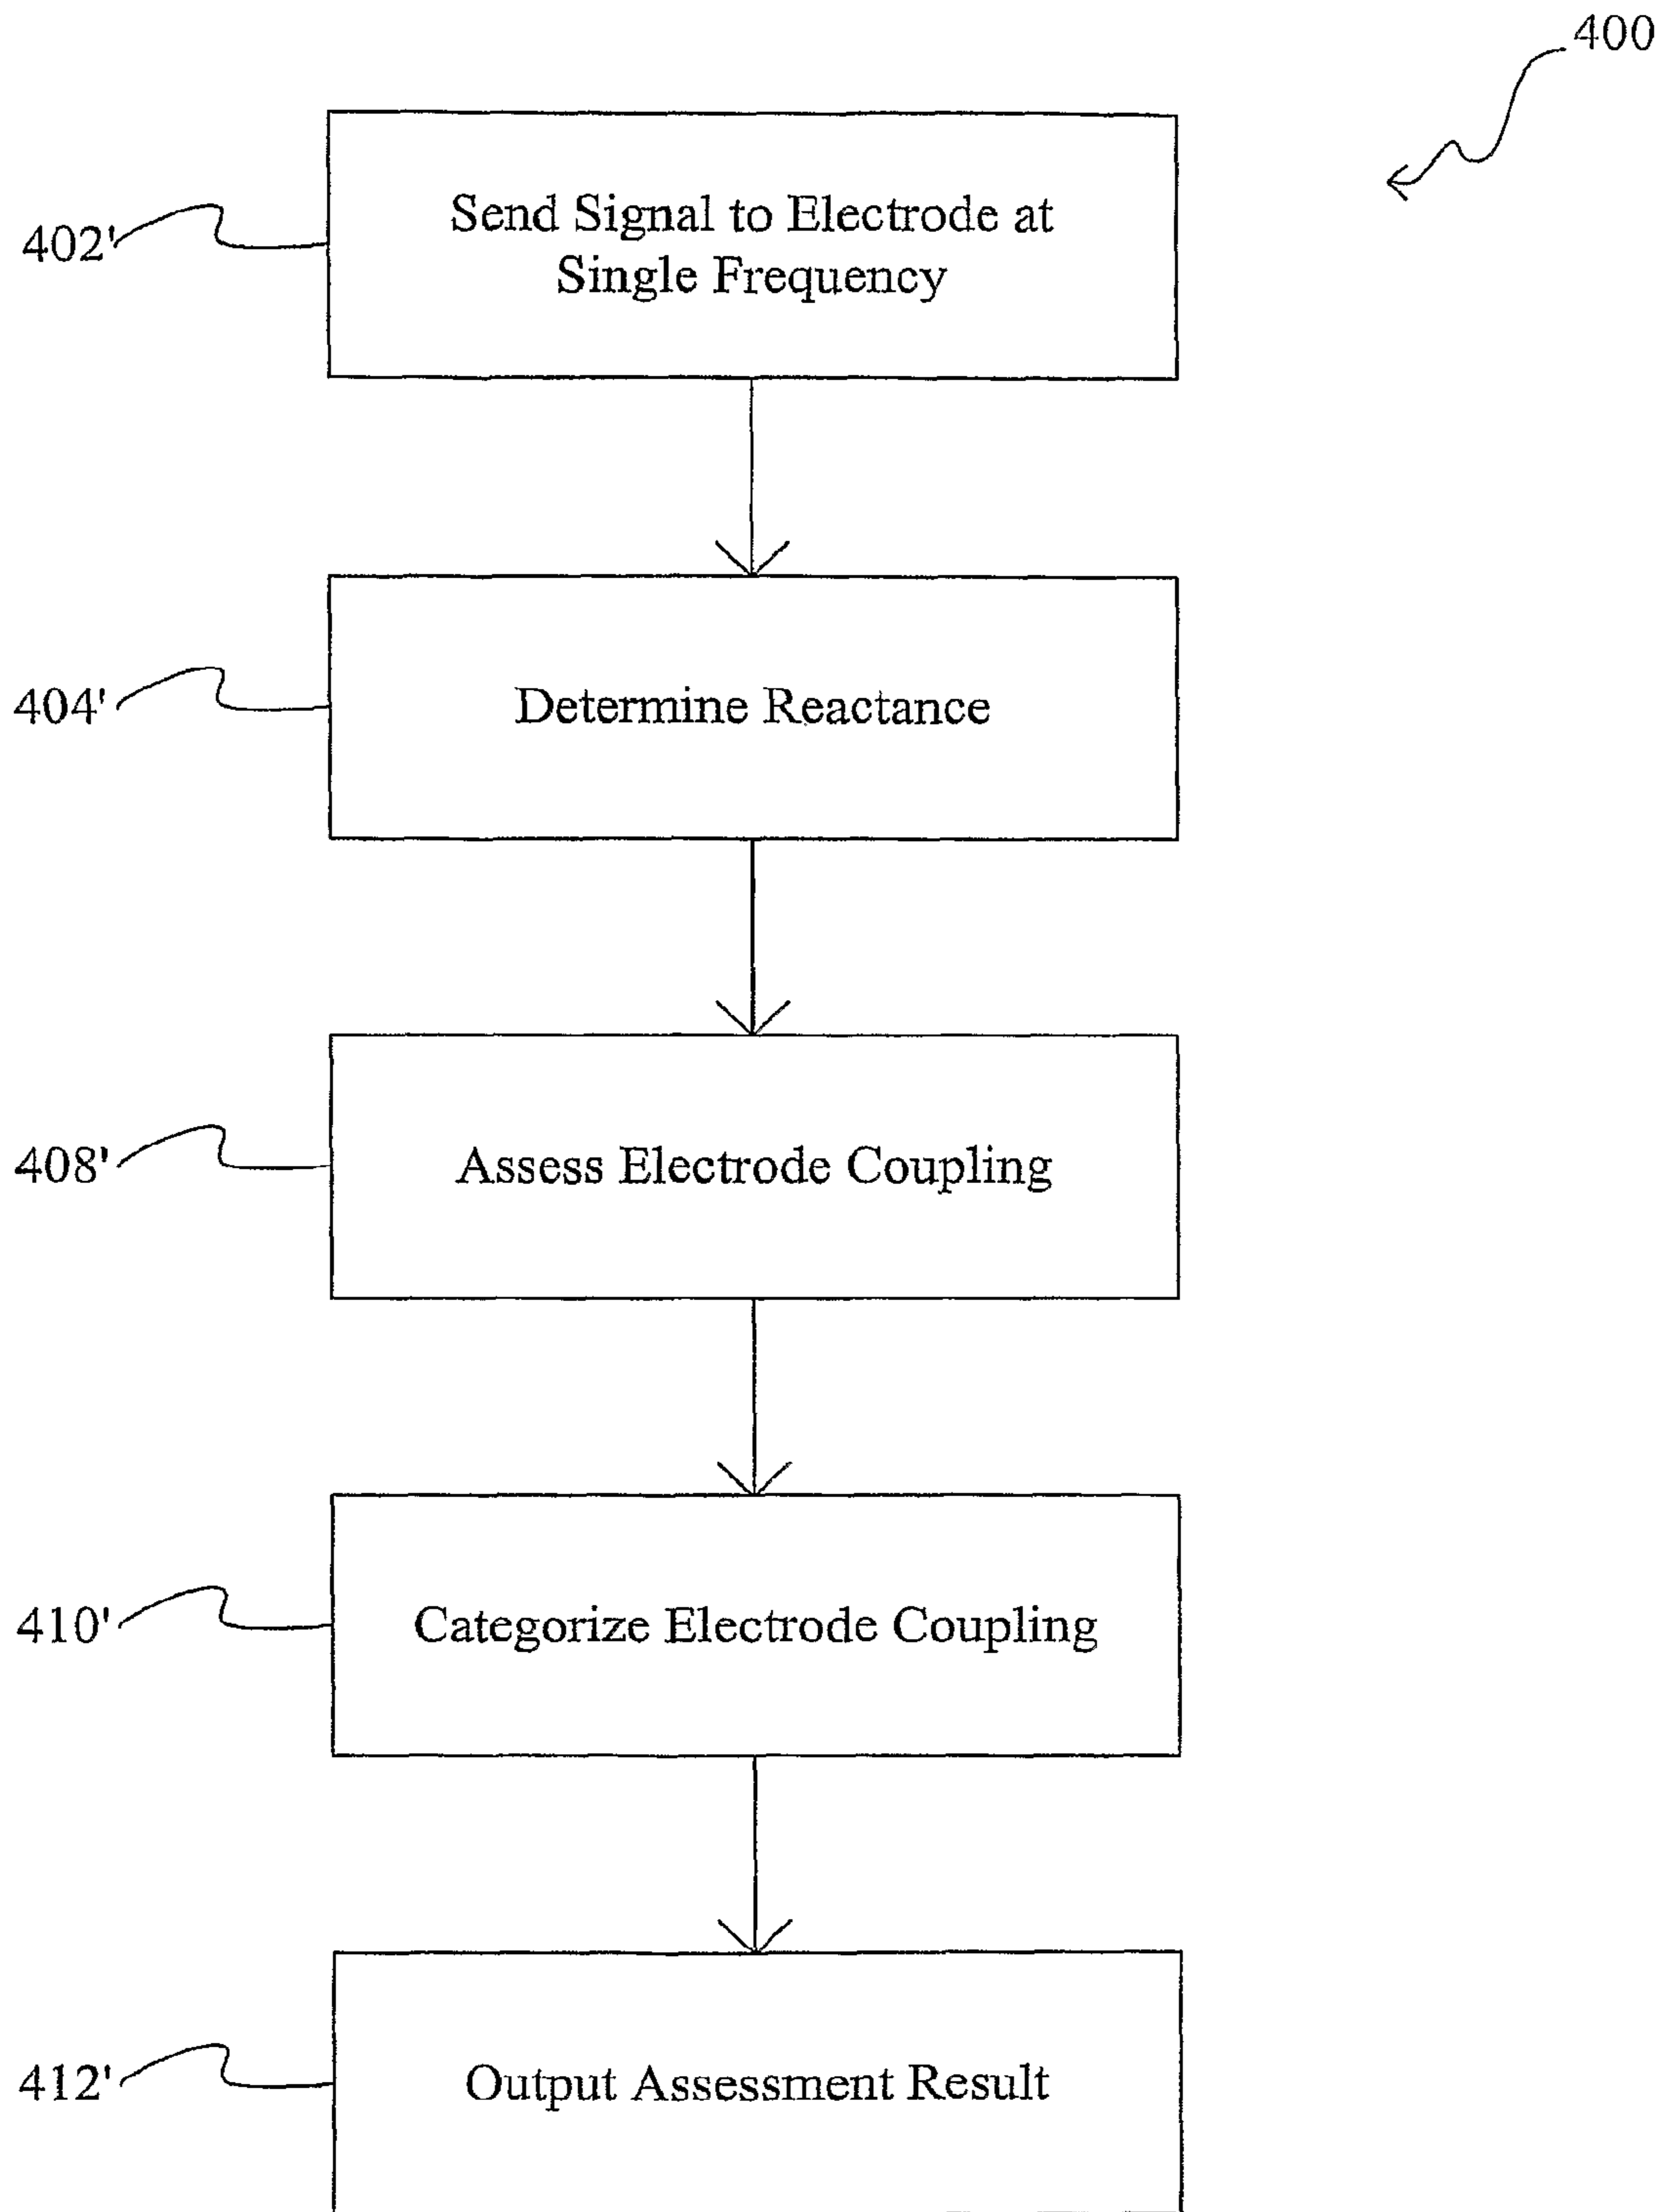 400
402'
Send Signal to Electrode at
Single Frequency
404'
Determine Reactance
408'
Assess Electrode Coupling
410'
Categorize Electrode Coupling
412'
Output Assessment Result